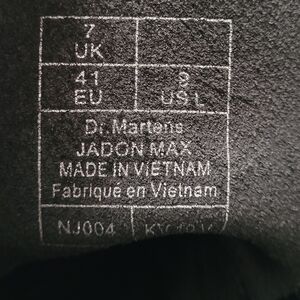 7
UK
41 9
EU US L
Dr. Martens
JADON MAX
MADE IN VIETNAM
Fabriqué en Vietnam
NJ004